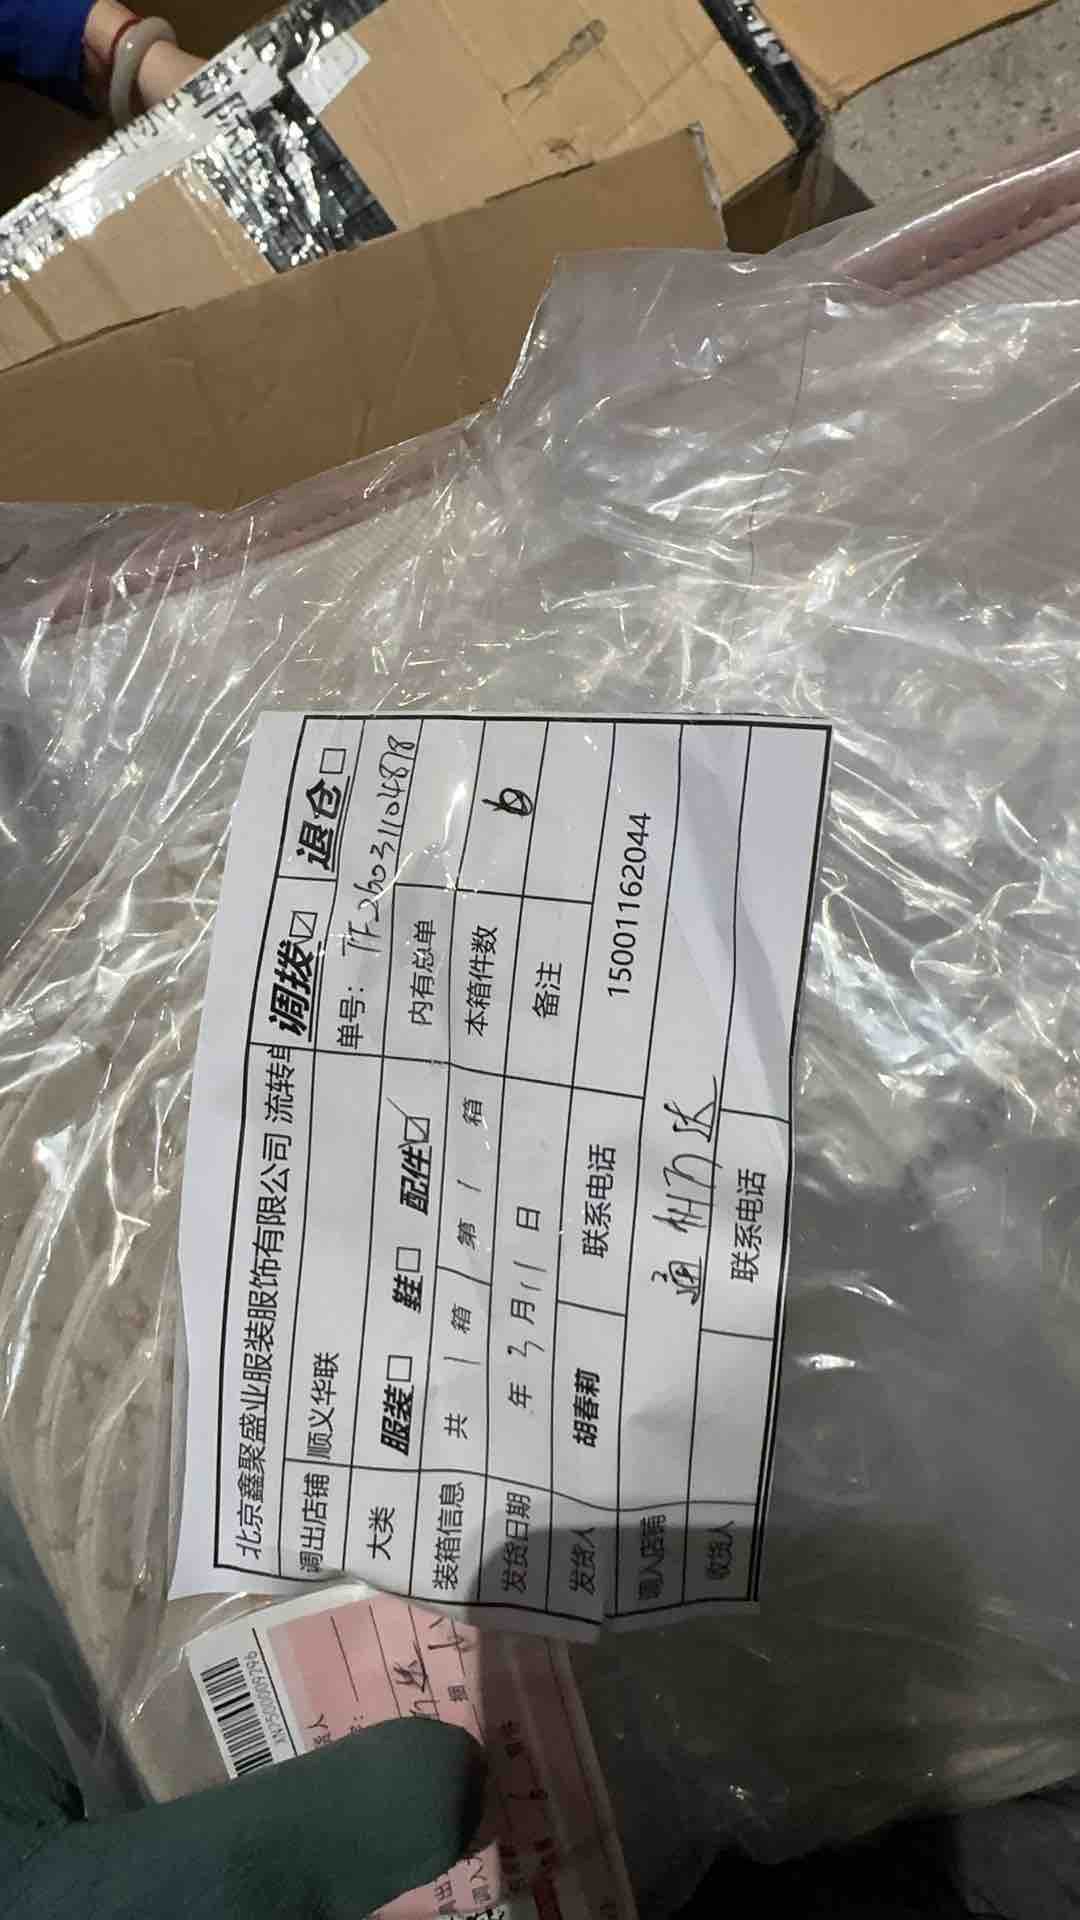 北京鑫聚盛业服装服饰有限公司 流转单 调拨☑ 退仓□
调出店铺 顺义华联 单号: TF26031104818
大类 服装□ 鞋□ 配件☑ 内有总单
装箱信息 共 1 箱 第 1 箱 本箱件数 6
发货日期 年 3月11日 备注
发货人 胡春莉 联系电话 15001162044
调入店铺 通州万达
收货人 联系电话